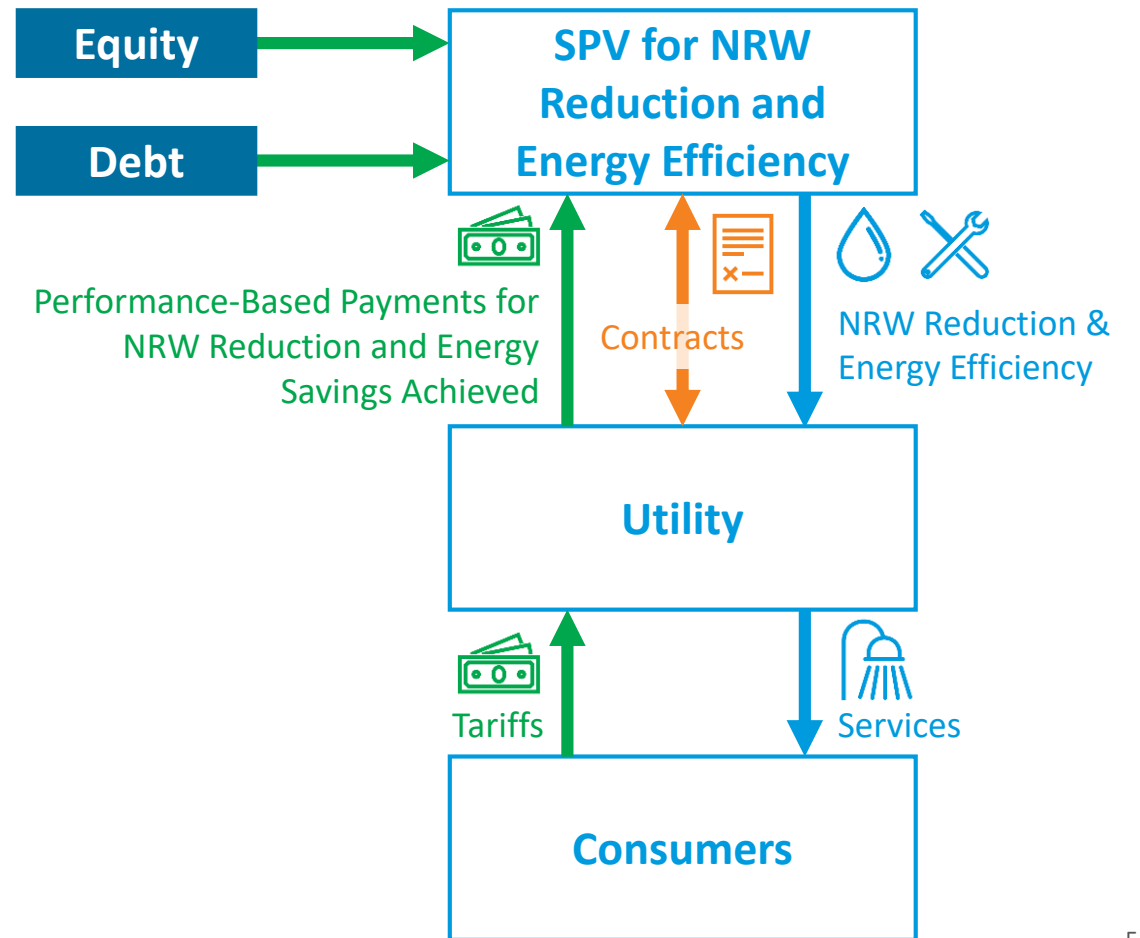 Equity
SPV for NRW
Reduction and
Energy Efficiency
Debt
Performance-Based Payments for
NRW Reduction and Energy
Savings Achieved
Contracts
NRW Reduction &
Energy Efficiency
Utility
Tariffs
Services
Consumers